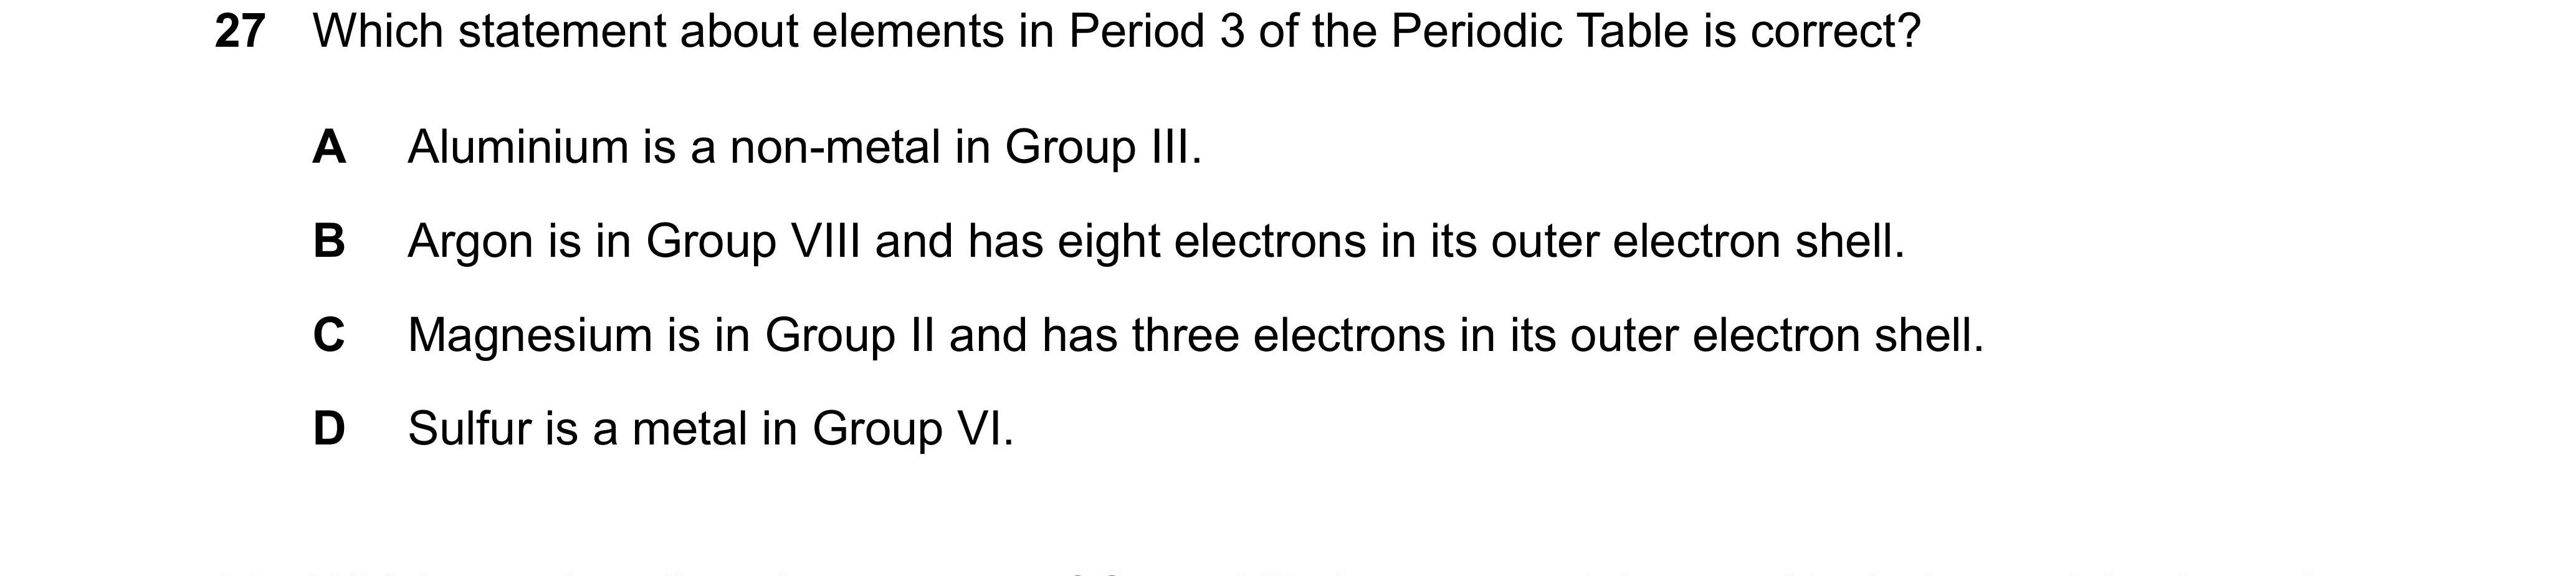 27 Which statement about elements in Period 3 of the Periodic Table is correct?
A Aluminium is a non-metal in Group III.
B Argon is in Group VIII and has eight electrons in its outer electron shell.
C Magnesium is in Group II and has three electrons in its outer electron shell.
D Sulfur is a metal in Group VI.